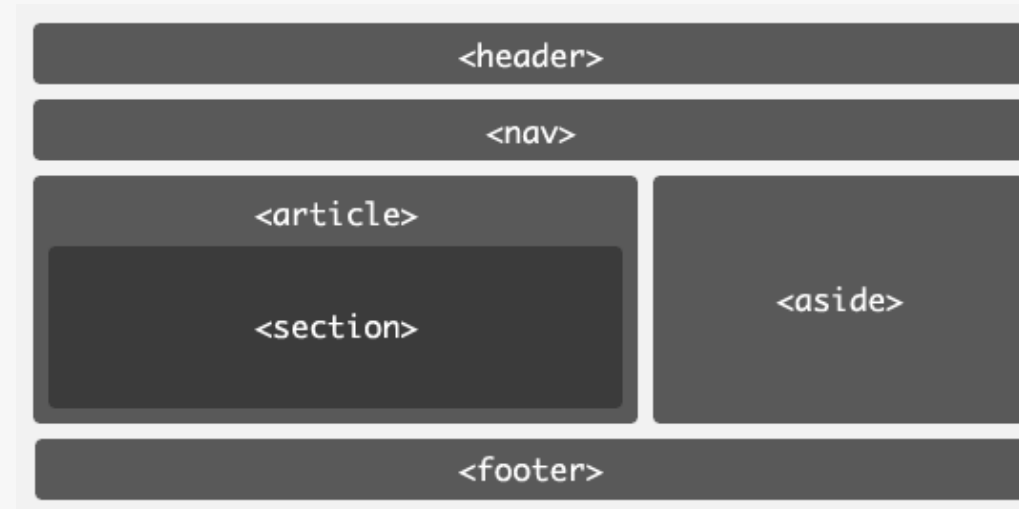 <header>
<nav>
<article>
<section>
<aside>
<footer>